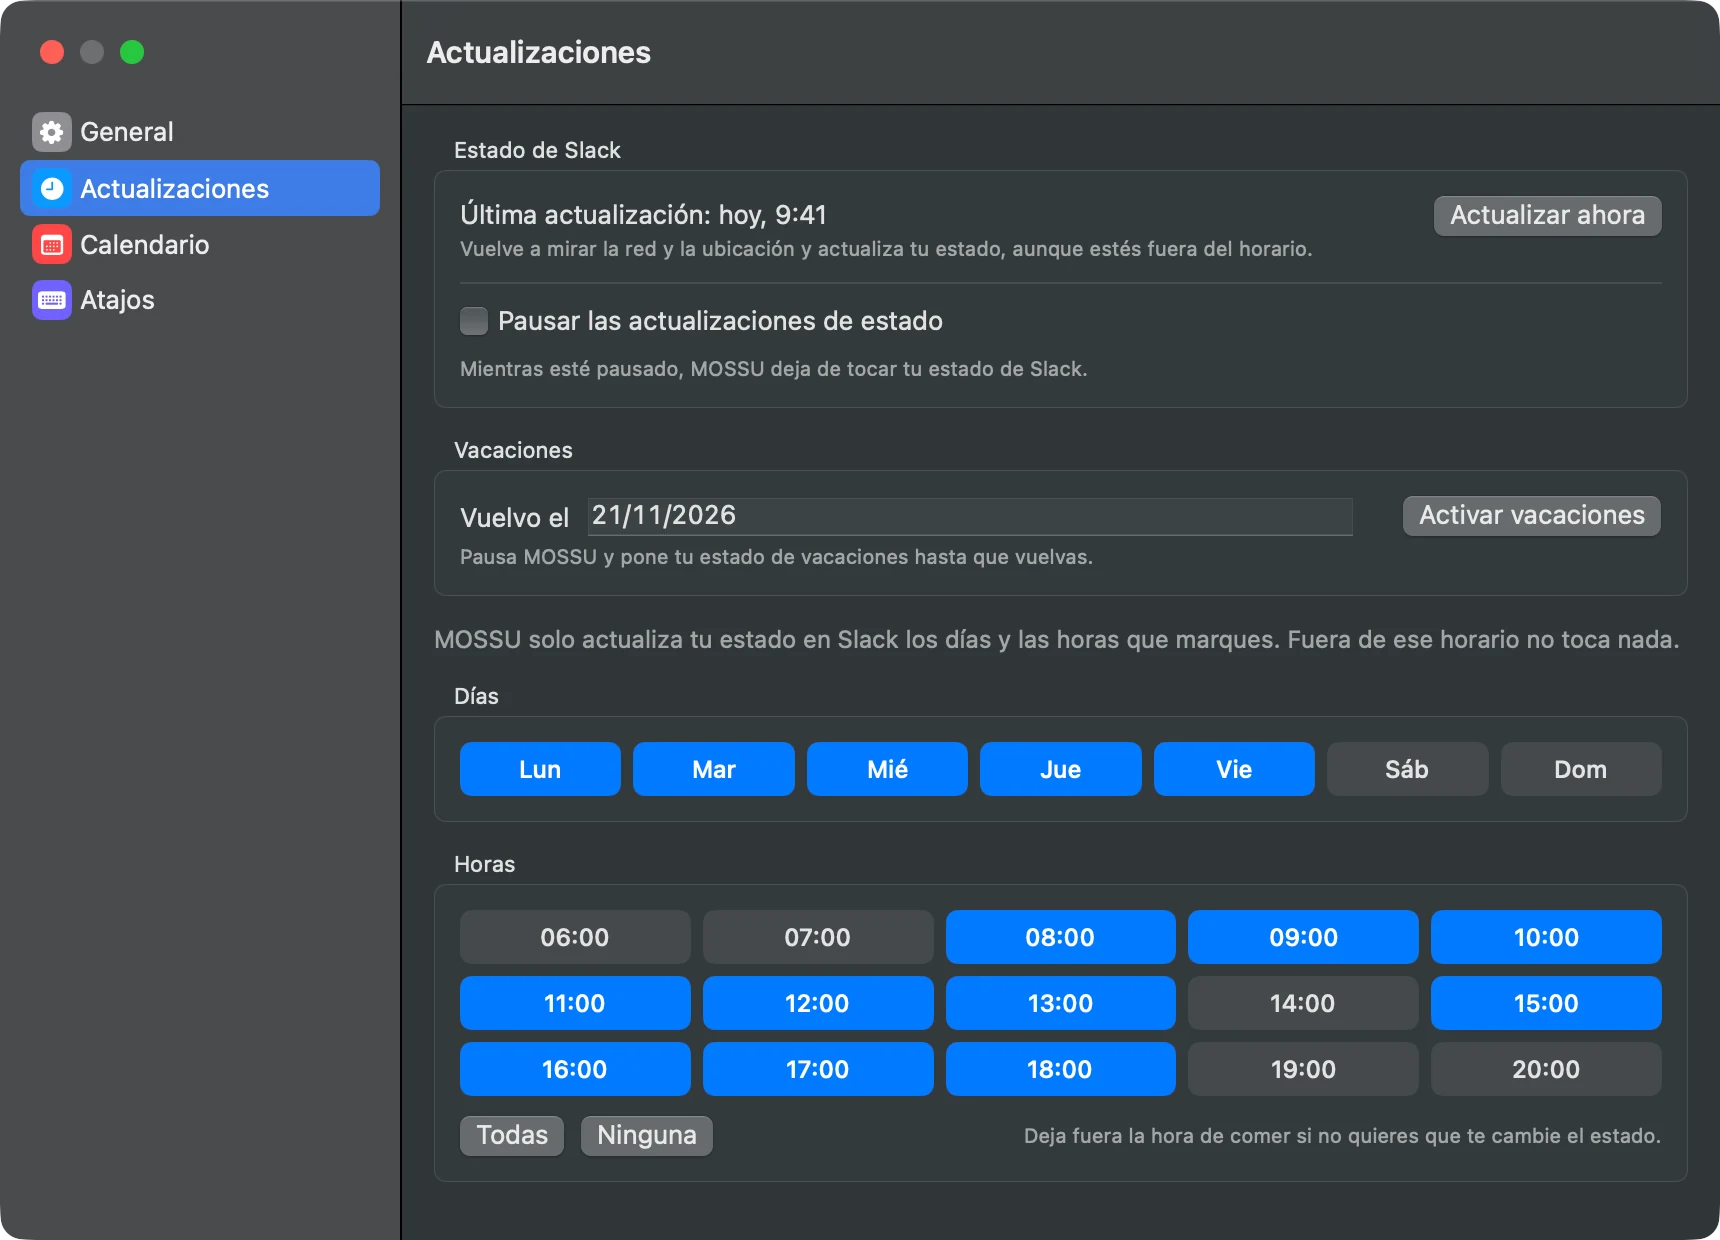 Actualizaciones
General
Actualizaciones
Calendario
Atajos
Estado de Slack
Última actualización: hoy, 9:41
Actualizar ahora
Vuelve a mirar la red y la ubicación y actualiza tu estado, aunque estés fuera del horario.
Pausar las actualizaciones de estado
Mientras esté pausado, MOSSU deja de tocar tu estado de Slack.
Vacaciones
Vuelvo el 21/11/2026
Activar vacaciones
Pausa MOSSU y pone tu estado de vacaciones hasta que vuelvas.
MOSSU solo actualiza tu estado en Slack los días y las horas que marques. Fuera de ese horario no toca nada.
Días
Lun Mar Mié Jue Vie Sáb Dom
Horas
06:00 07:00 08:00 09:00 10:00
11:00 12:00 13:00 14:00 15:00
16:00 17:00 18:00 19:00 20:00
Todas Ninguna
Deja fuera la hora de comer si no quieres que te cambie el estado.